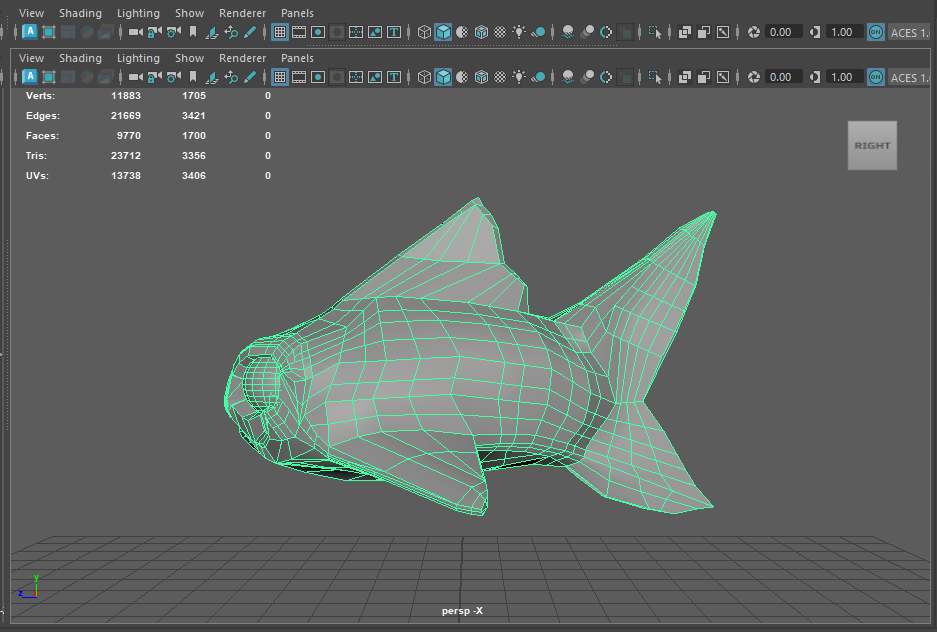 View Shading Lighting Show Renderer Panels
A T 0.00 1.00 ON ACES 1.
View Shading Lighting Show Renderer Panels
A T 0.00 1.00 ON ACES 1.
Verts: 11883 1705 0
Edges: 21669 3421 0
Faces: 9770 1700 0
Tris: 23712 3356 0
UVs: 13738 3406 0
RIGHT
y
z
persp -X